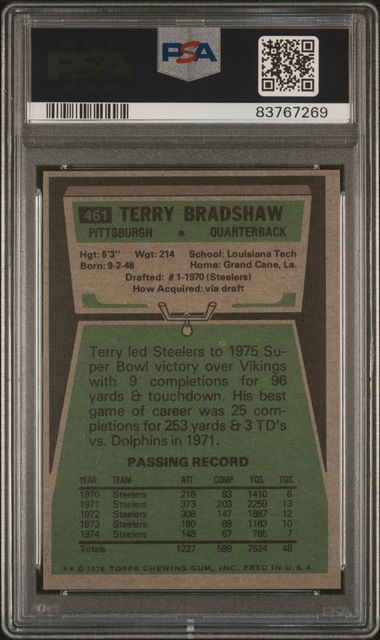 PSA
PSA
83767269
461 TERRY BRADSHAW
PITTSBURGH • QUARTERBACK
Hgt: 6'3" Wgt: 214 School: Louisiana Tech
Born: 9-2-48 Home: Grand Cane, La.
Drafted: #1-1970 (Steelers)
How Acquired: via draft
Terry led Steelers to 1975 Su-
per Bowl victory over Vikings
with 9 completions for 96
yards & touchdown. His best
game of career was 25 com-
pletions for 253 yards & 3 TD's
vs. Dolphins in 1971.
PASSING RECORD
YEAR TEAM ATT. COMP. YDS. TDS.
1970 Steelers 218 83 1410 6
1971 Steelers 373 203 2259 13
1972 Steelers 308 147 1887 12
1973 Steelers 180 89 1183 10
1974 Steelers 148 67 785 7
Totals 1227 589 7524 48
** © 1975 TOPPS CHEWING GUM, INC. PRTD IN U.S.A.